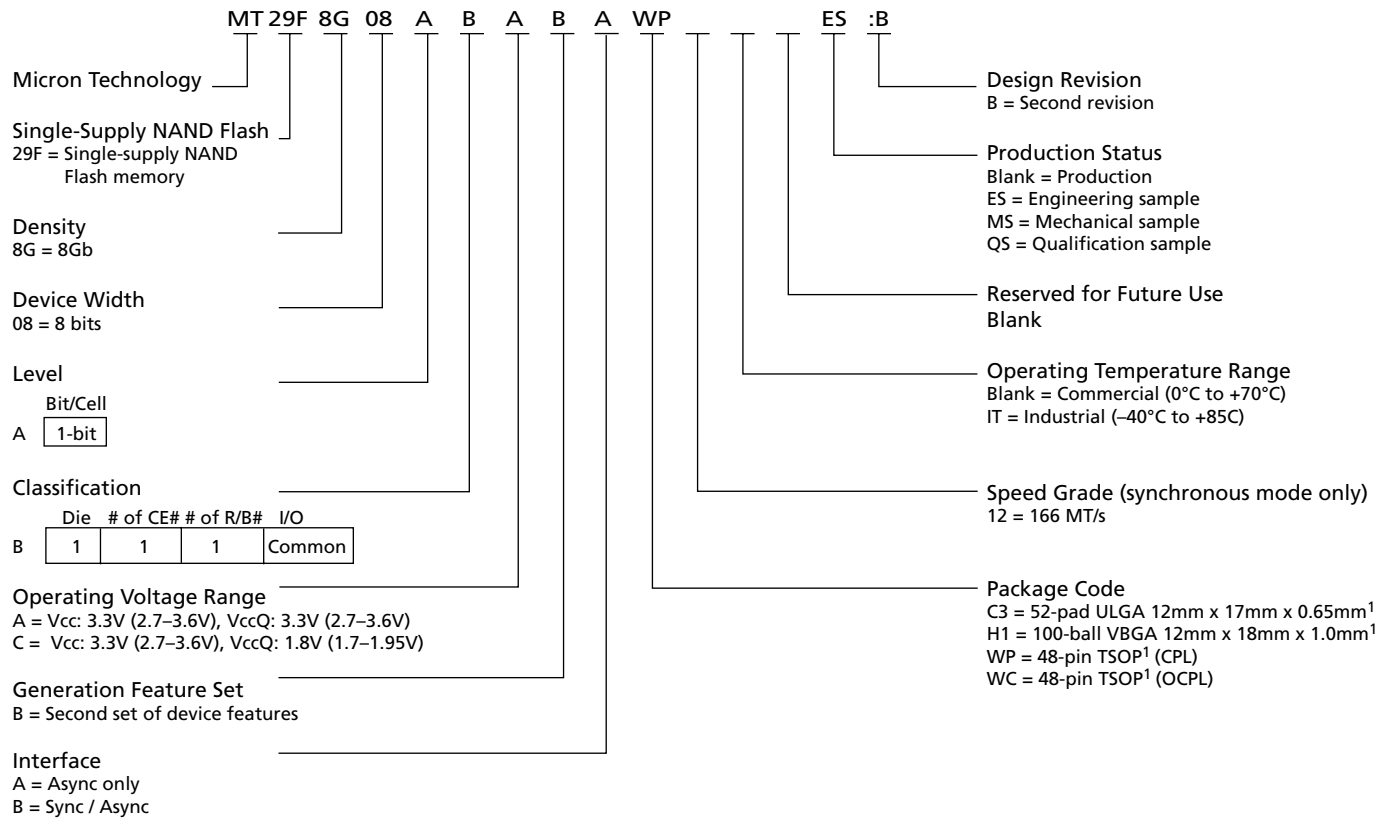 MT 29F 8G 08 A B A B A WP ES :B
Micron Technology
Single-Supply NAND Flash
29F = Single-supply NAND
Flash memory
Density
8G = 8Gb
Device Width
08 = 8 bits
Level
Bit/Cell
A 1-bit
Classification
Die # of CE# # of R/B# I/O
B 1 1 1 Common
Operating Voltage Range
A = Vcc: 3.3V (2.7–3.6V), VccQ: 3.3V (2.7–3.6V)
C = Vcc: 3.3V (2.7–3.6V), VccQ: 1.8V (1.7–1.95V)
Generation Feature Set
B = Second set of device features
Interface
A = Async only
B = Sync / Async
Design Revision
B = Second revision
Production Status
Blank = Production
ES = Engineering sample
MS = Mechanical sample
QS = Qualification sample
Reserved for Future Use
Blank
Operating Temperature Range
Blank = Commercial (0°C to +70°C)
IT = Industrial (–40°C to +85C)
Speed Grade (synchronous mode only)
12 = 166 MT/s
Package Code
C3 = 52-pad ULGA 12mm x 17mm x 0.65mm¹
H1 = 100-ball VBGA 12mm x 18mm x 1.0mm¹
WP = 48-pin TSOP¹ (CPL)
WC = 48-pin TSOP¹ (OCPL)